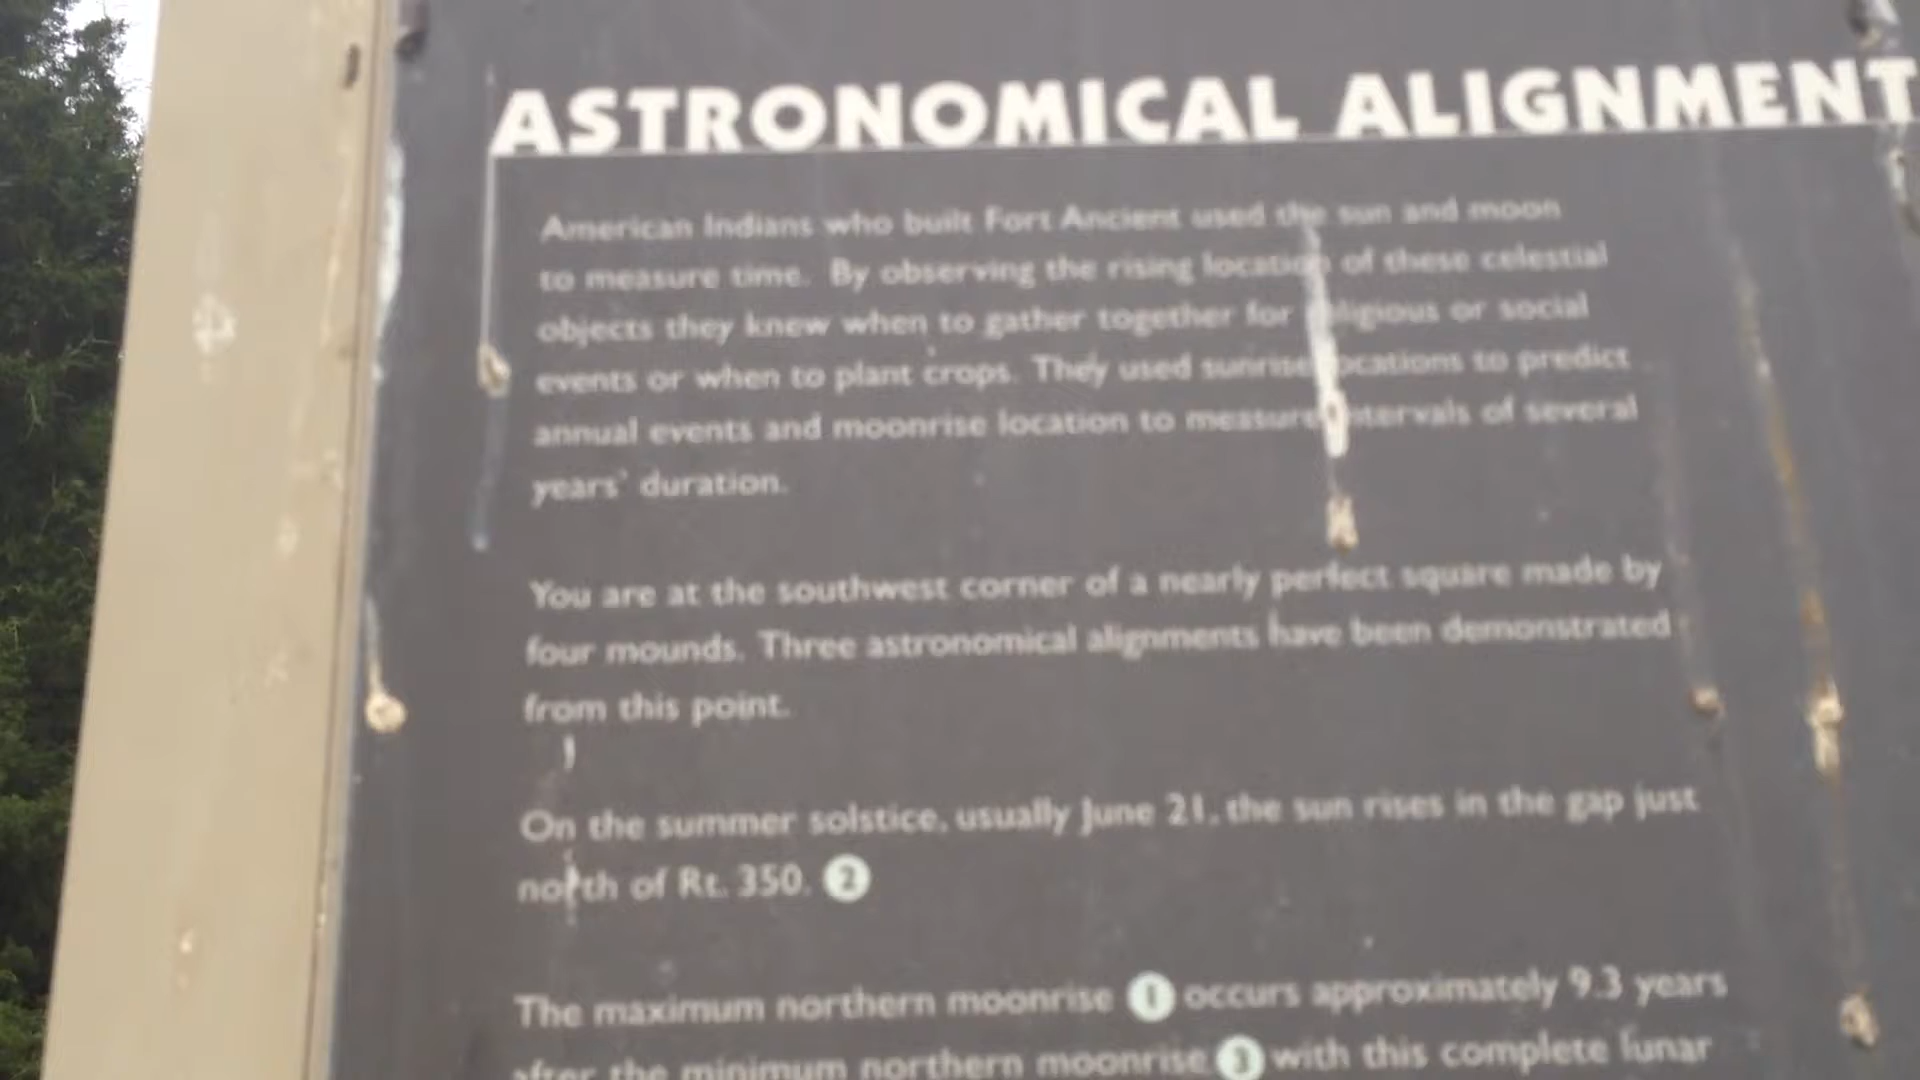 ASTRONOMICAL ALIGNMENT
American Indians who built Fort Ancient used the sun and moon
to measure time. By observing the rising location of these celestial
objects they knew when to gather together for religious or social
events or when to plant crops. They used sunrise locations to predict
annual events and moonrise location to measure intervals of several
years' duration.
You are at the southwest corner of a nearly perfect square made by
four mounds. Three astronomical alignments have been demonstrated
from this point.
On the summer solstice, usually June 21, the sun rises in the gap just
north of Rt. 350. 2
The maximum northern moonrise 1 occurs approximately 9.3 years
after the minimum northern moonrise 3 with this complete lunar